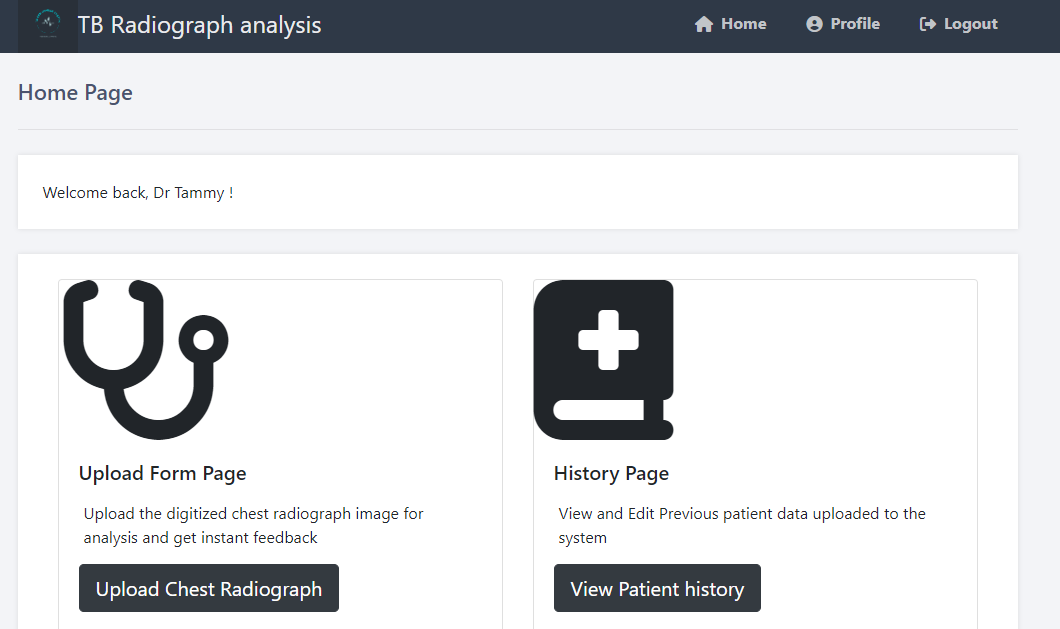 TB Radiograph analysis
Home
Profile
Logout
Home Page
Welcome back, Dr Tammy !
Upload Form Page
Upload the digitized chest radiograph image for
analysis and get instant feedback
Upload Chest Radiograph
History Page
View and Edit Previous patient data uploaded to the
system
View Patient history